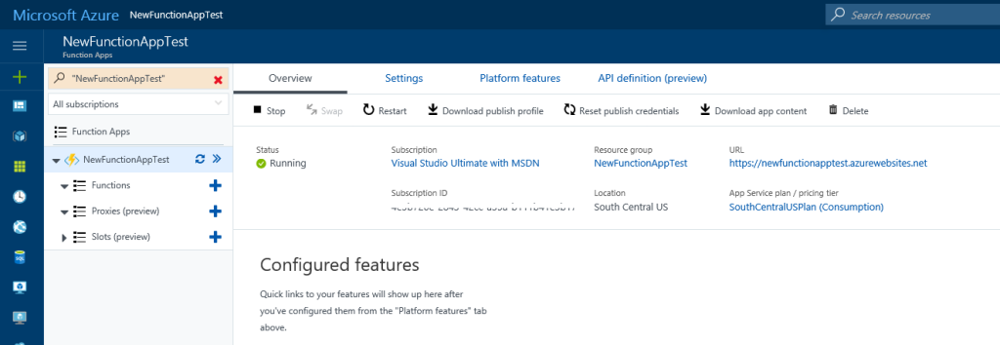 Microsoft Azure NewFunctionAppTest
Search resources
NewFunctionAppTest
Function Apps
"NewFunctionAppTest"
All subscriptions
Function Apps
NewFunctionAppTest
Functions
Proxies (preview)
Slots (preview)
Overview Settings Platform features API definition (preview)
Stop Swap Restart Download publish profile Reset publish credentials Download app content Delete
Status Subscription Resource group URL
Running Visual Studio Ultimate with MSDN NewFunctionAppTest https://newfunctionapptest.azurewebsites.net
Subscription ID Location App Service plan / pricing tier
South Central US SouthCentralUSPlan (Consumption)
Configured features
Quick links to your features will show up here after
you've configured them from the "Platform features" tab
above.